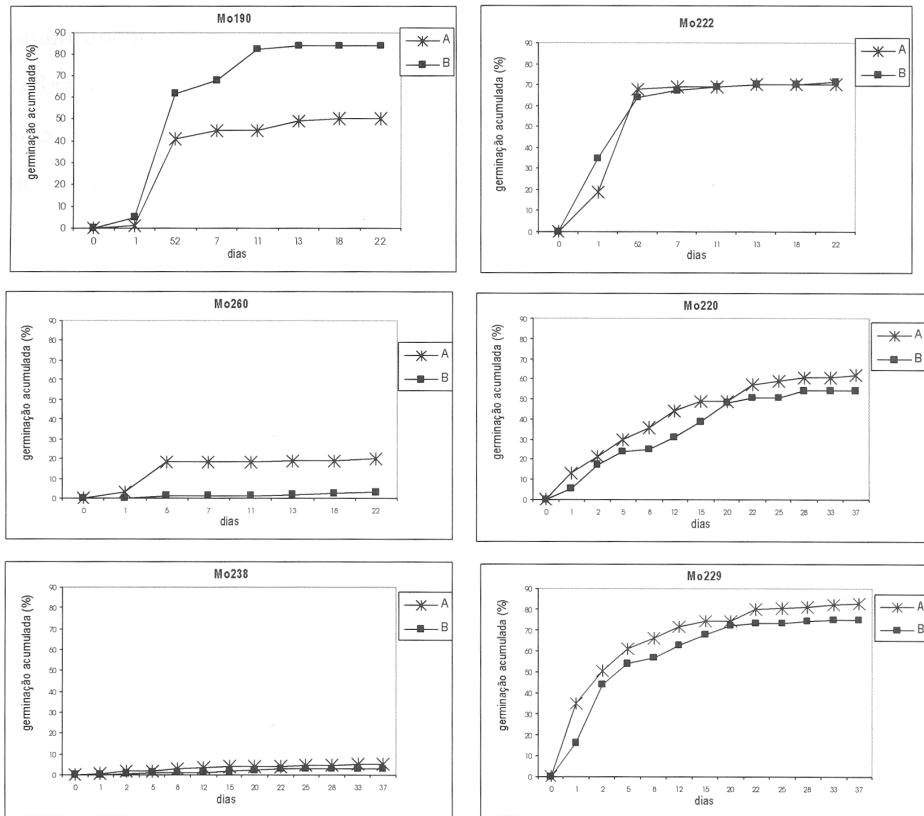 Mo190
germinação acumulada (%)
90
80
70
60
50
40
30
20
10
0
0 1 52 7 11 13 18 22
dias
A
B
Mo222
germinação acumulada (%)
90
80
70
60
50
40
30
20
10
0
0 1 52 7 11 13 18 22
dias
A
B
Mo260
germinação acumulada (%)
90
80
70
60
50
40
30
20
10
0
0 1 5 7 11 13 18 22
dias
A
B
Mo220
germinação acumulada (%)
90
80
70
60
50
40
30
20
10
0
0 1 2 5 8 12 15 20 22 25 28 33 37
dias
A
B
Mo238
germinação acumulada (%)
90
80
70
60
50
40
30
20
10
0
0 1 2 5 8 12 15 20 22 25 28 33 37
dias
A
B
Mo229
germinação acumulada (%)
90
80
70
60
50
40
30
20
10
0
0 1 2 5 8 12 15 20 22 25 28 33 37
dias
A
B